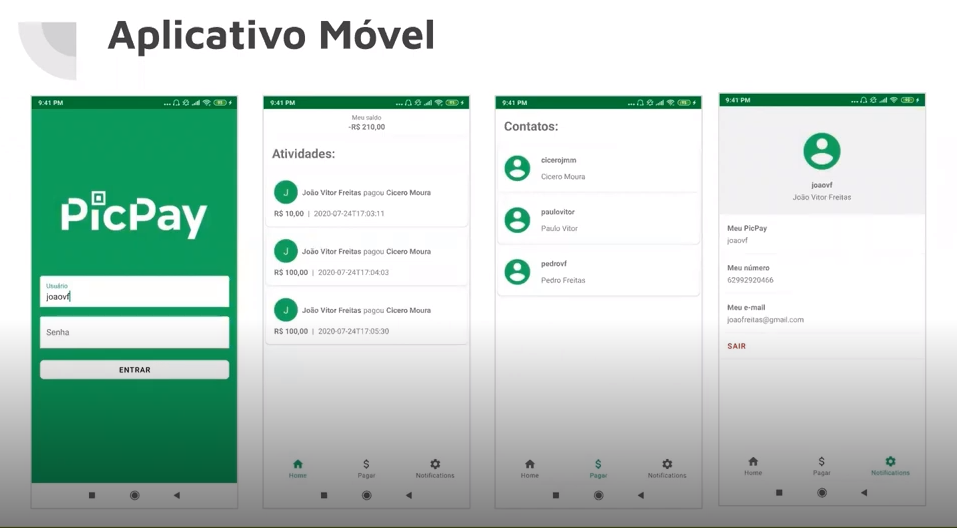 Aplicativo Móvel
9:41 PM
PicPay
Usuário
joaovf
Senha
ENTRAR
9:41 PM
Meu saldo
-R$ 210,00
Atividades:
J
João Vitor Freitas pagou Cicero Moura
R$ 10,00 | 2020-07-24T17:03:11
J
João Vitor Freitas pagou Cicero Moura
R$ 100,00 | 2020-07-24T17:04:03
J
João Vitor Freitas pagou Cicero Moura
R$ 100,00 | 2020-07-24T17:05:30
Home
Pagar
Notifications
9:41 PM
Contatos:
cicerojmm
Cicero Moura
paulovitor
Paulo Vitor
pedrovf
Pedro Freitas
Home
Pagar
Notifications
9:41 PM
joaovf
João Vitor Freitas
Meu PicPay
joaovf
Meu número
62992920466
Meu e-mail
joaofreitas@gmail.com
SAIR
Home
Pagar
Notifications